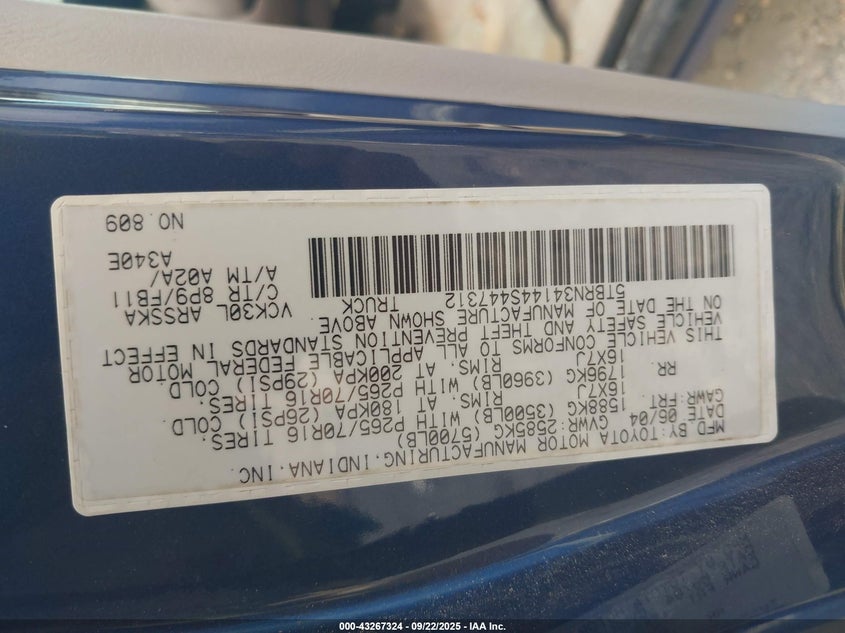 MFD.BY:TOYOTA MOTOR MANUFACTURING.INDIANA.INC.
DATE 06/04 GVWR:2585KG (5700LB)
GAWR:FRT 1588KG (3500LB) WITH P265/70R16 TIRES.
16X7J RIMS. AT 180KPA (26PSI) COLD
RR 1796KG (3960LB) WITH P265/70R16 TIRES.
16X7J RIMS. AT 200KPA (29PSI) COLD
THIS VEHICLE CONFORMS TO ALL APPLICABLE FEDERAL MOTOR
VEHICLE SAFETY AND THEFT PREVENTION STANDARDS IN EFFECT
ON THE DATE OF MANUFACTURE SHOWN ABOVE
5TBRN34144S447312 TRUCK
VCK30L ARSSKA
C/TR 8P9/FB11
A/TM A02A/
A340E
NO.809
000-43267324 - 09/22/2025 - IAA Inc.